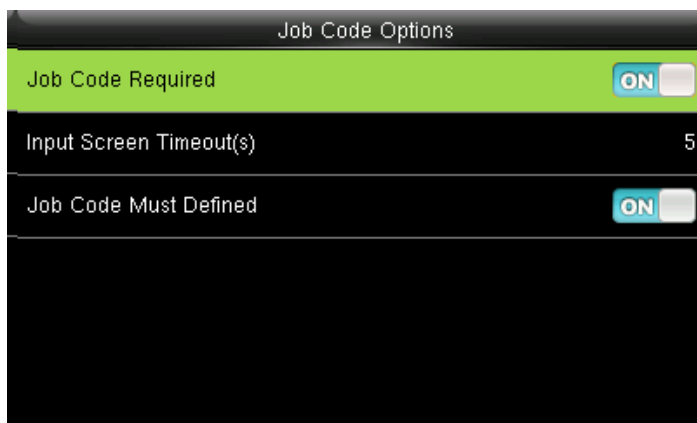 Job Code Options
Job Code Required ON
Input Screen Timeout(s) 5
Job Code Must Defined ON